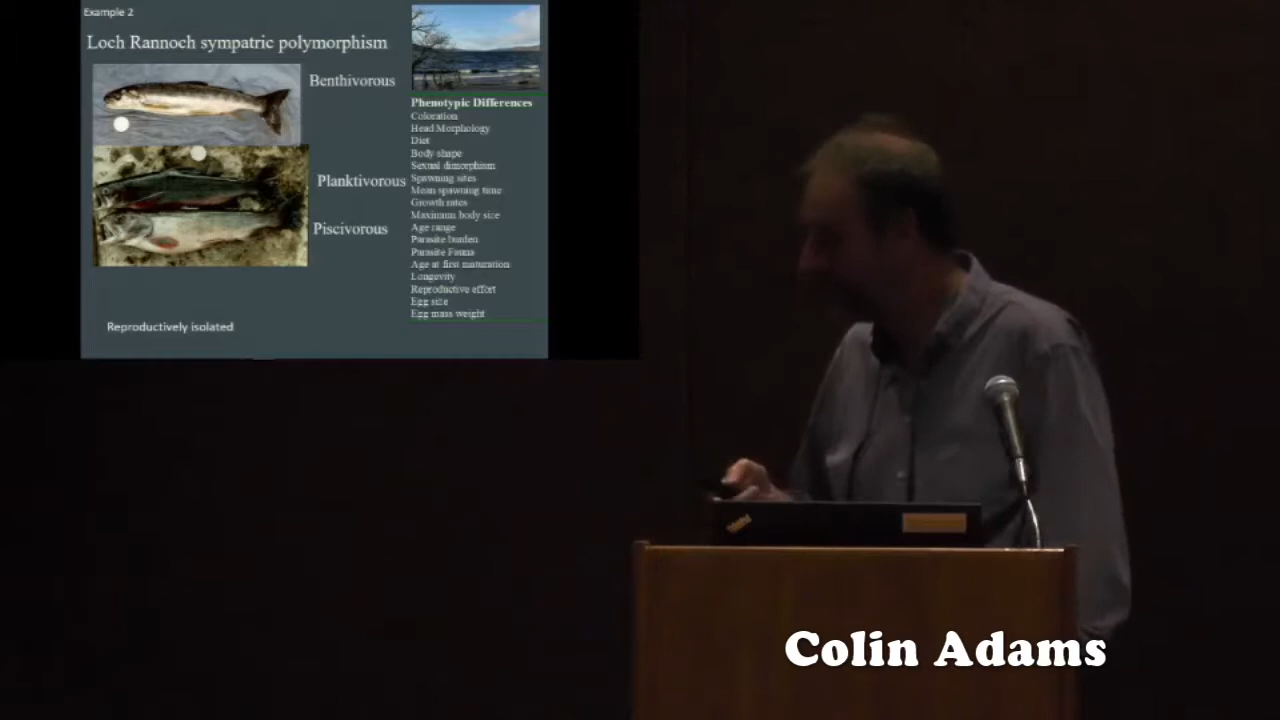 Example 2
Loch Rannoch sympatric polymorphism
Benthivorous
Planktivorous
Piscivorous
Reproductively isolated
Phenotypic Differences
Coloration
Head Morphology
Diet
Body shape
Sexual dimorphism
Spawning sites
Mean spawning time
Growth rates
Maximum body size
Age range
Parasite burden
Parasite Fauna
Age at first maturation
Longevity
Reproductive effort
Egg size
Egg mass weight
Colin Adams